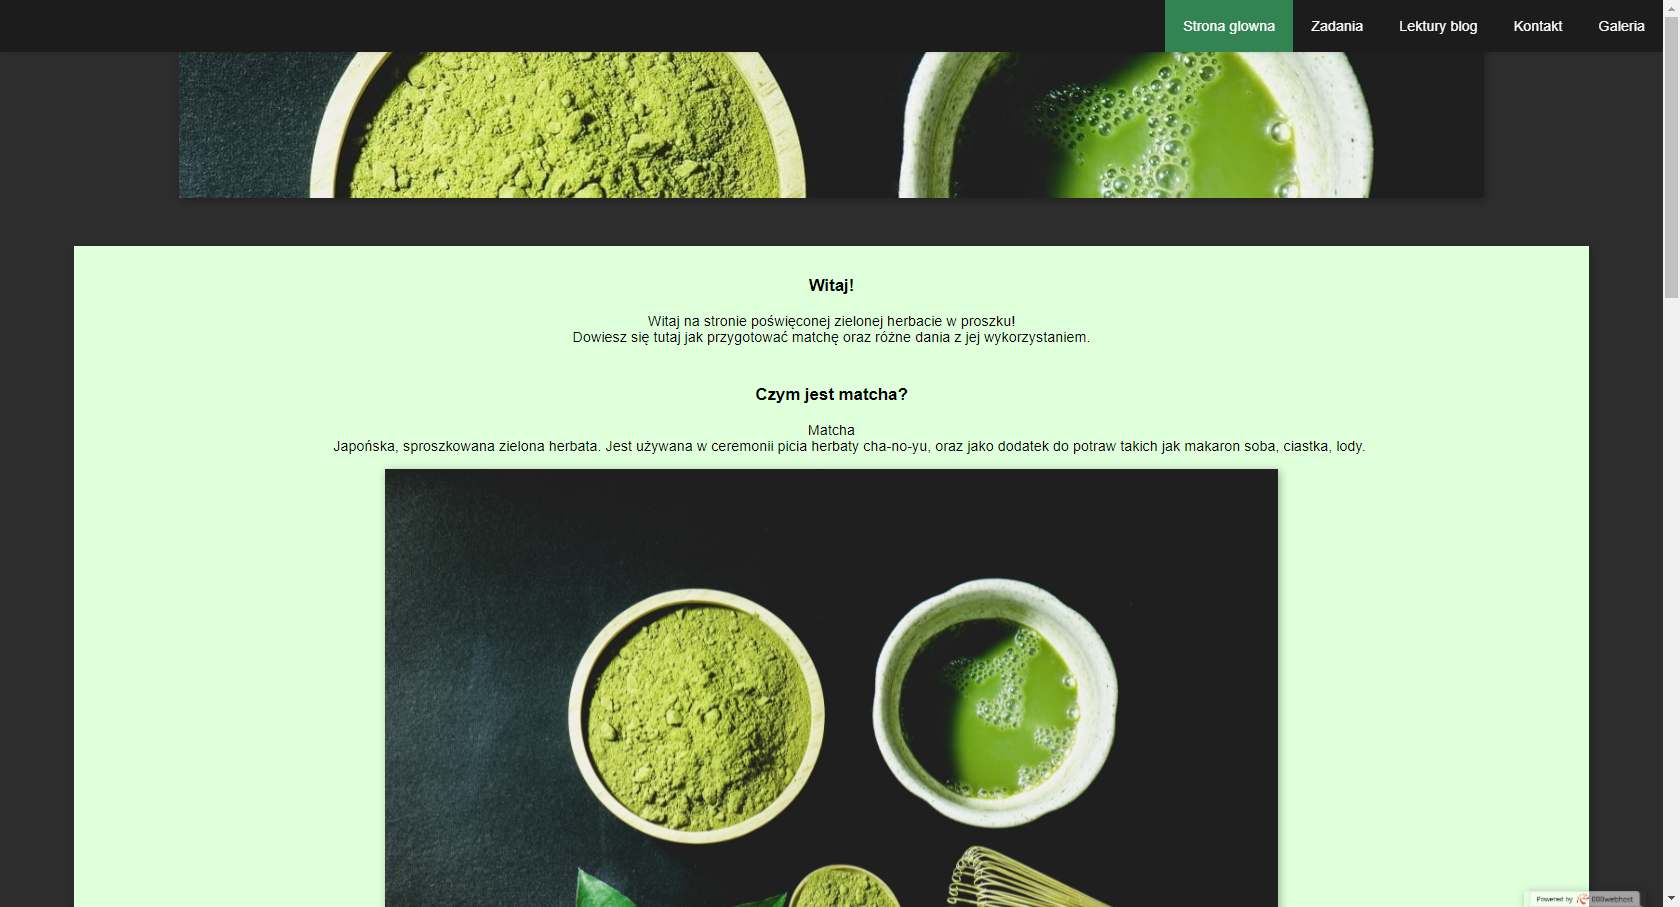 Strona glowna Zadania Lektury blog Kontakt Galeria
Witaj!
Witaj na stronie poświęconej zielonej herbacie w proszku!
Dowiesz się tutaj jak przygotować matchę oraz różne dania z jej wykorzystaniem.
Czym jest matcha?
Matcha
Japońska, sproszkowana zielona herbata. Jest używana w ceremonii picia herbaty cha-no-yu, oraz jako dodatek do potraw takich jak makaron soba, ciastka, lody.
Powered by 000webhost